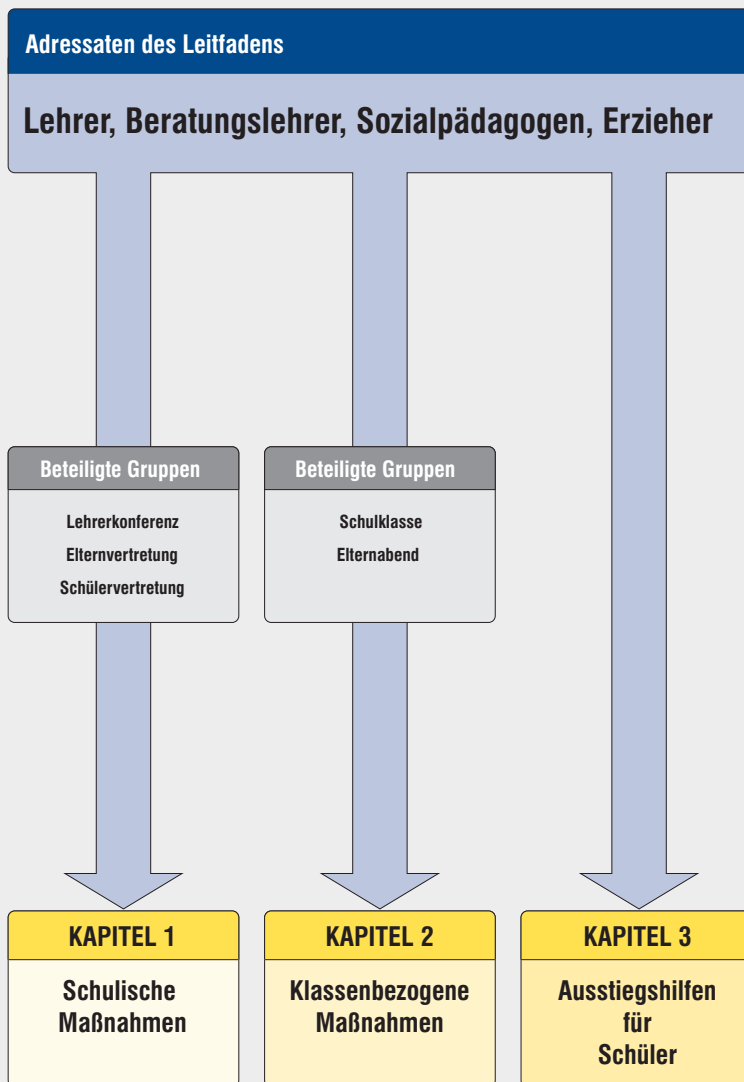 Adressaten des Leitfadens
Lehrer, Beratungslehrer, Sozialpädagogen, Erzieher
Beteiligte Gruppen
Lehrerkonferenz
Elternvertretung
Schülervertretung
Beteiligte Gruppen
Schulklasse
Elternabend
KAPITEL 1
Schulische
Maßnahmen
KAPITEL 2
Klassenbezogene
Maßnahmen
KAPITEL 3
Ausstiegshilfen
für
Schüler